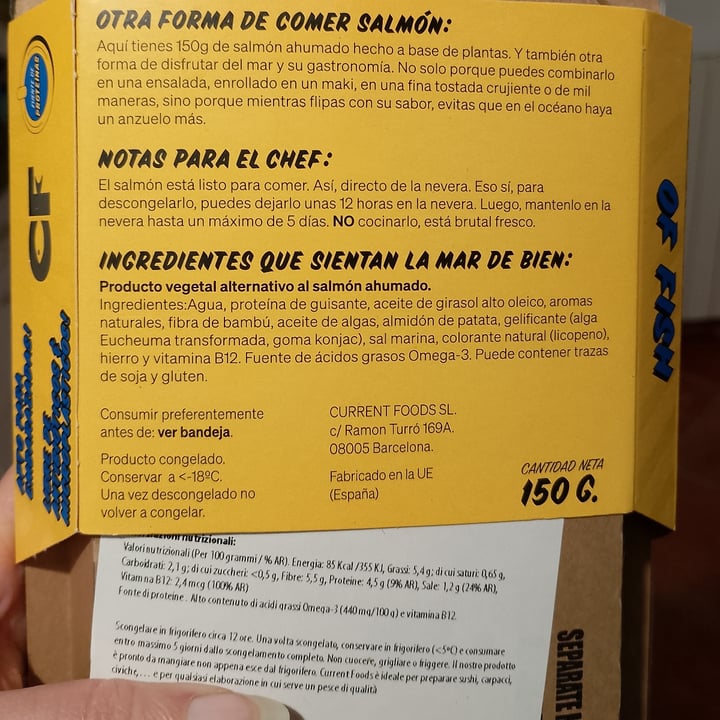 OTRA FORMA DE COMER SALMÓN:
Aquí tienes 150g de salmón ahumado hecho a base de plantas. Y también otra
forma de disfrutar del mar y su gastronomía. No solo porque puedes combinarlo
en una ensalada, enrollado en un maki, en una fina tostada crujiente o de mil
maneras, sino porque mientras flipas con su sabor, evitas que en el océano haya
un anzuelo más.
NOTAS PARA EL CHEF:
El salmón está listo para comer. Así, directo de la nevera. Eso sí, para
descongelarlo, puedes dejarlo unas 12 horas en la nevera. Luego, mantenlo en la
nevera hasta un máximo de 5 días. NO cocinarlo, está brutal fresco.
INGREDIENTES QUE SIENTAN LA MAR DE BIEN:
Producto vegetal alternativo al salmón ahumado.
Ingredientes:Agua, proteína de guisante, aceite de girasol alto oleico, aromas
naturales, fibra de bambú, aceite de algas, almidón de patata, gelificante (alga
Eucheuma transformada, goma konjac), sal marina, colorante natural (licopeno),
hierro y vitamina B12. Fuente de ácidos grasos Omega-3. Puede contener trazas
de soja y gluten.
Consumir preferentemente
antes de: ver bandeja.
Producto congelado.
Conservar a <-18ºC.
Una vez descongelado no
volver a congelar.
CURRENT FOODS SL.
c/ Ramon Turró 169A.
08005 Barcelona.
Fabricado en la UE
(España)
CANTIDAD NETA
150 G.
FUENTE DE
PROTEÍNAS
CF
OF FISH
nutrizionali:
Valori nutrizionali (Per 100 grammi / % AR). Energia: 85 Kcal /355 KJ, Grassi: 5,4 g; di cui saturi: 0,65 g,
Carboidrati: 2,1 g; di cui zuccheri: <0,5 g, Fibre: 5,5 g, Proteine: 4,5 g (9% AR), Sale: 1,2 g (24% AR),
Vitamina B12: 2,4 mcg (100% AR)
Fonte di proteine. Alto contenuto di acidi grassi Omega-3 (440 mg/100 g) e vitamina B12.
Scongelare in frigorifero circa 12 ore. Una volta scongelato, conservare in frigorifero (<5ºC) e consumare
entro massimo 5 giorni dallo scongelamento completo. Non cuocere, grigliare o friggere. Il nostro prodotto
è pronto da mangiare non appena esce dal frigorifero. Current Foods è ideale per preparare sushi, carpacci,
civiche,... e per qualsiasi elaborazione in cui serve un pesce di qualità
SEPARATE